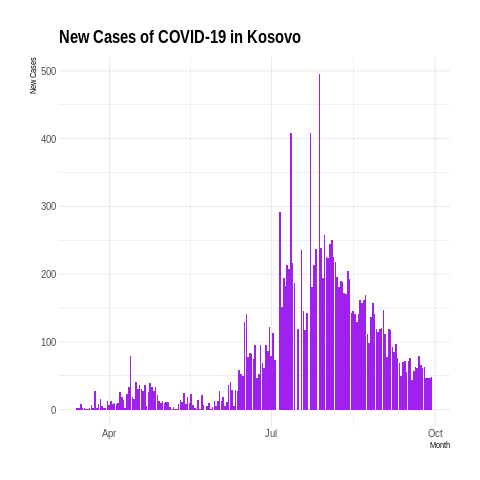 New Cases of COVID-19 in Kosovo
New Cases
500
400
300
200
100
0
Apr
Jul
Oct
Month